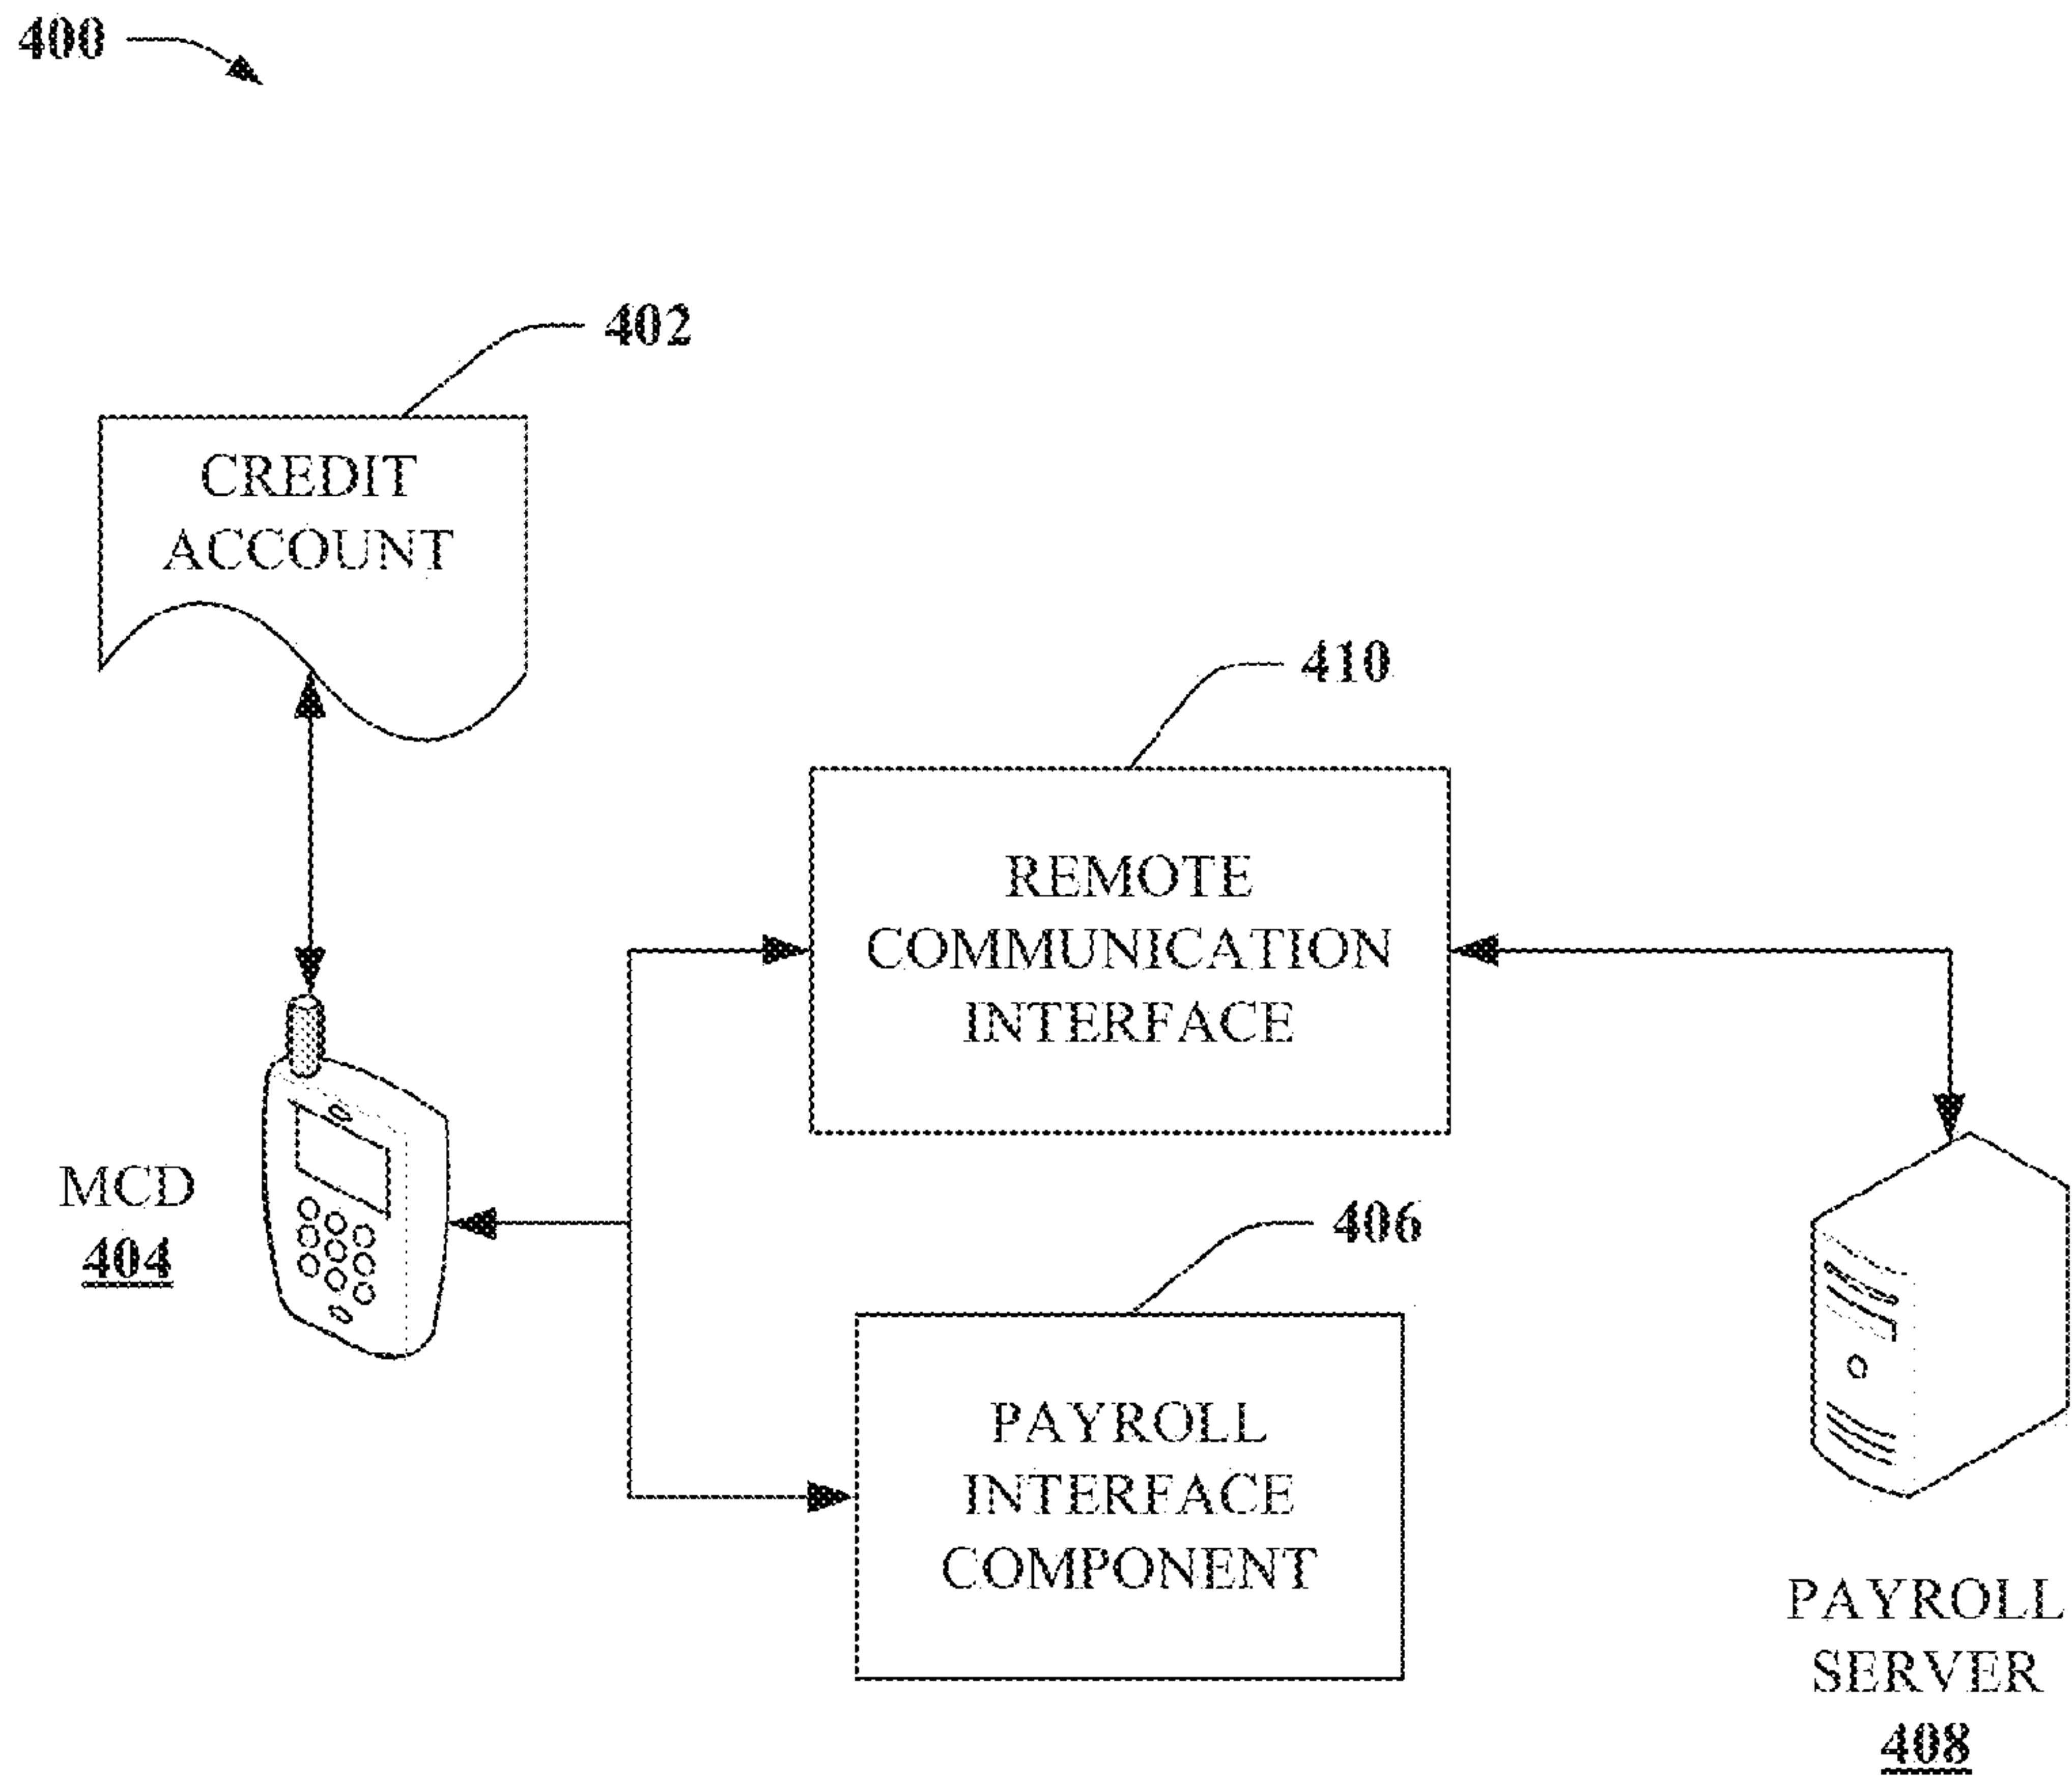 400
402
CREDIT
ACCOUNT
410
REMOTE
COMMUNICATION
INTERFACE
MCD
404
406
PAYROLL
INTERFACE
COMPONENT
PAYROLL
SERVER
408